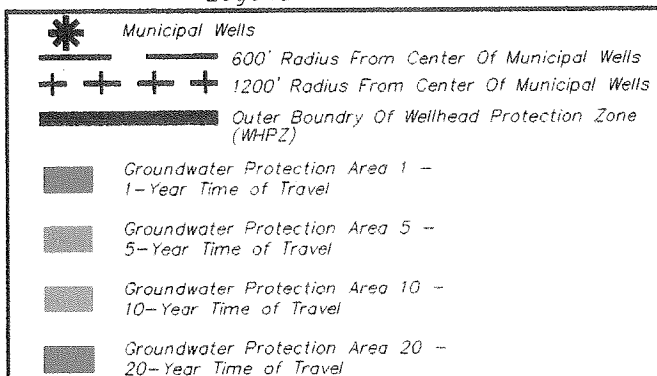 Municipal Wells
600' Radius From Center Of Municipal Wells
1200' Radius From Center Of Municipal Wells
Outer Boundry Of Wellhead Protection Zone
(WHPZ)
Groundwater Protection Area 1 -
1-Year Time of Travel
Groundwater Protection Area 5 -
5-Year Time of Travel
Groundwater Protection Area 10 -
10-Year Time of Travel
Groundwater Protection Area 20 -
20-Year Time of Travel